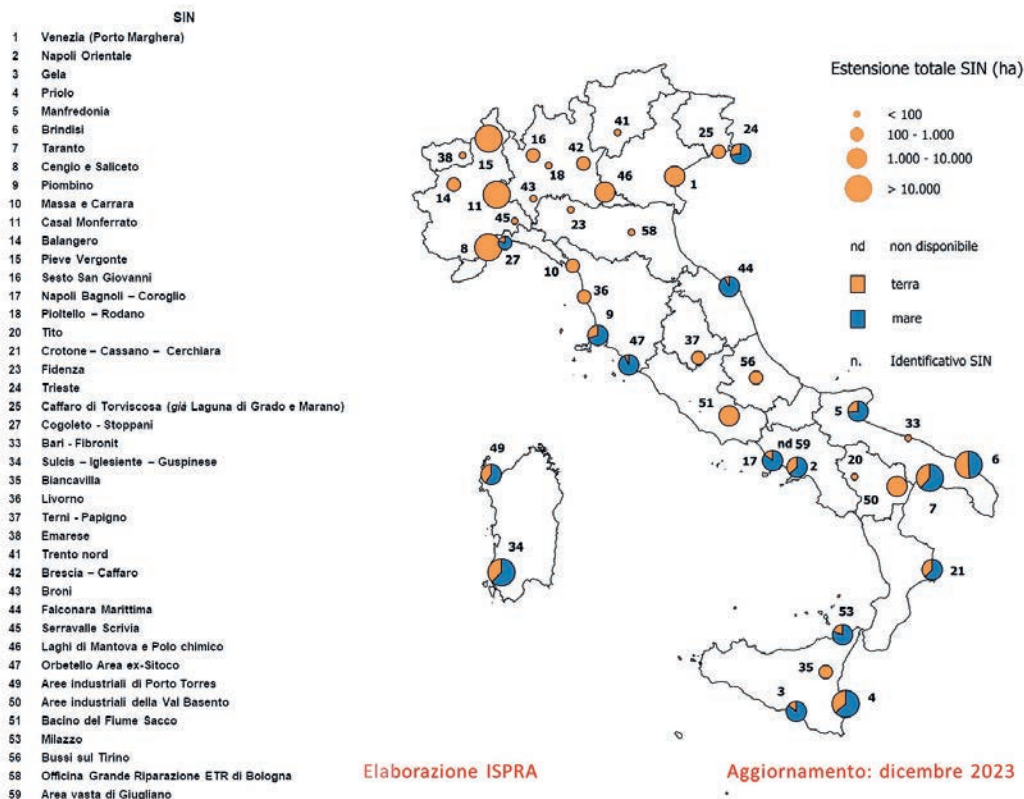 SIN
1 Venezia (Porto Marghera)
2 Napoli Orientale
3 Gela
4 Priolo
5 Manfredonia
6 Brindisi
7 Taranto
8 Cengio e Saliceto
9 Piombino
10 Massa e Carrara
11 Casal Monferrato
14 Balangero
15 Pieve Vergonte
16 Sesto San Giovanni
17 Napoli Bagnoli – Coroglio
18 Pioltello – Rodano
20 Tito
21 Crotone – Cassano – Cerchiara
23 Fidenza
24 Trieste
25 Caffaro di Torviscosa (già Laguna di Grado e Marano)
27 Cogoleto - Stoppani
33 Bari - Fibronit
34 Sulcis – Iglesiente – Guspinese
35 Biancavilla
36 Livorno
37 Terni - Papigno
38 Emarese
41 Trento nord
42 Brescia – Caffaro
43 Broni
44 Falconara Marittima
45 Serravalle Scrivia
46 Laghi di Mantova e Polo chimico
47 Orbetello Area ex-Sitoco
49 Aree industriali di Porto Torres
50 Aree industriali della Val Basento
51 Bacino del Fiume Sacco
53 Milazzo
56 Bussi sul Tirino
58 Officina Grande Riparazione ETR di Bologna
59 Area vasta di Giugliano
41
16
42
25
24
38
15
18
46
1
14
11
43
23
45
58
8
27
10
44
36
9
47
37
56
51
5
33
nd 59
17
2
20
50
6
7
49
34
21
53
35
3
4
Estensione totale SIN (ha)
< 100
100 - 1.000
1.000 - 10.000
> 10.000
nd non disponibile
terra
mare
n. Identificativo SIN
Elaborazione ISPRA
Aggiornamento: dicembre 2023